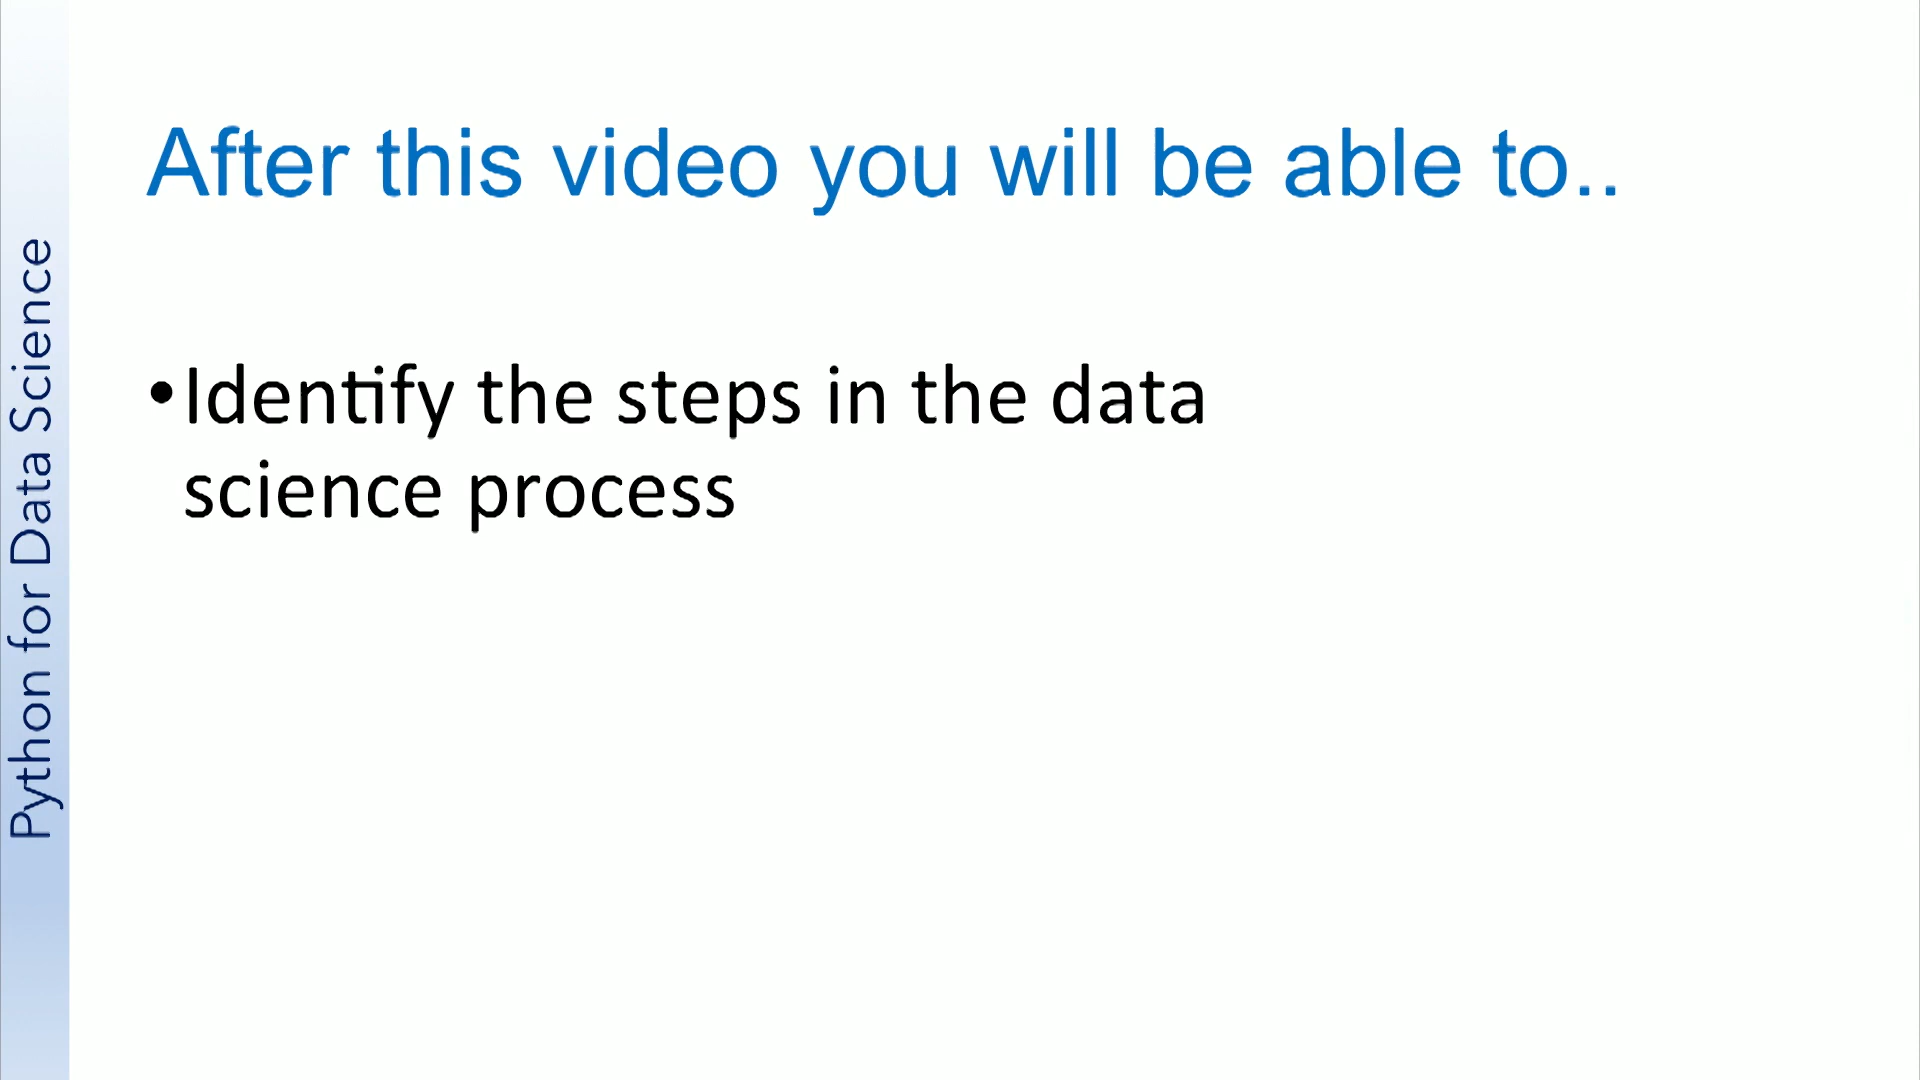 After this video you will be able to..
•Identify the steps in the data
science process
Python for Data Science